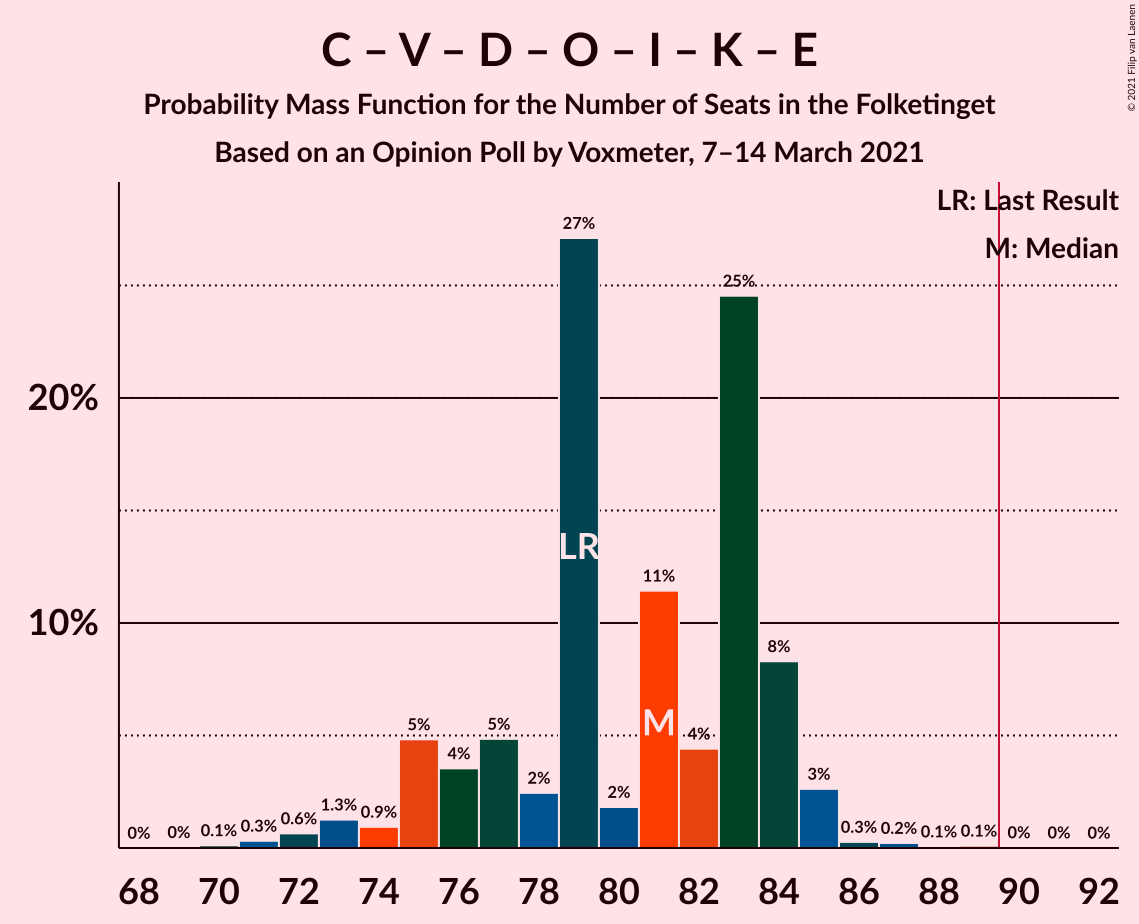 C – V – D – O – I – K – E
Probability Mass Function for the Number of Seats in the Folketinget
Based on an Opinion Poll by Voxmeter, 7–14 March 2021
© 2021 Filip van Laenen
LR: Last Result
M: Median
20%
10%
0% 0% 0.1% 0.3% 0.6% 1.3% 0.9% 5% 4% 5% 2% 27% 2% 11% 4% 25% 8% 3% 0.3% 0.2% 0.1% 0.1% 0% 0% 0%
LR
M
68 70 72 74 76 78 80 82 84 86 88 90 92